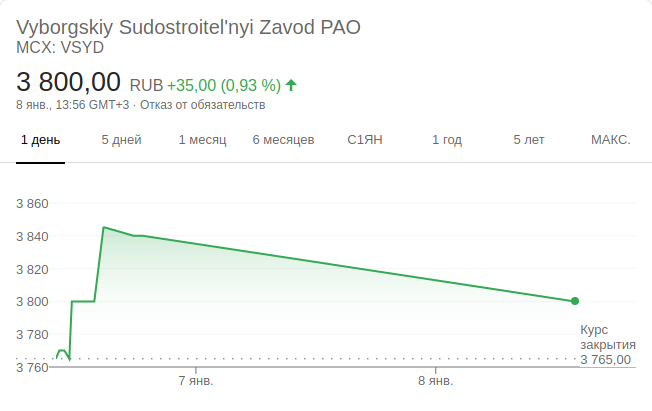 Vyborgskiy Sudostroitel'nyi Zavod PAO
MCX: VSYD
3 800,00 RUB +35,00 (0,93 %)
8 янв., 13:56 GMT+3 · Отказ от обязательств
1 день 5 дней 1 месяц 6 месяцев С1ЯН 1 год 5 лет МАКС.
3 860
3 840
3 820
3 800
3 780
3 760
Курс
закрытия
3 765,00
7 янв. 8 янв.